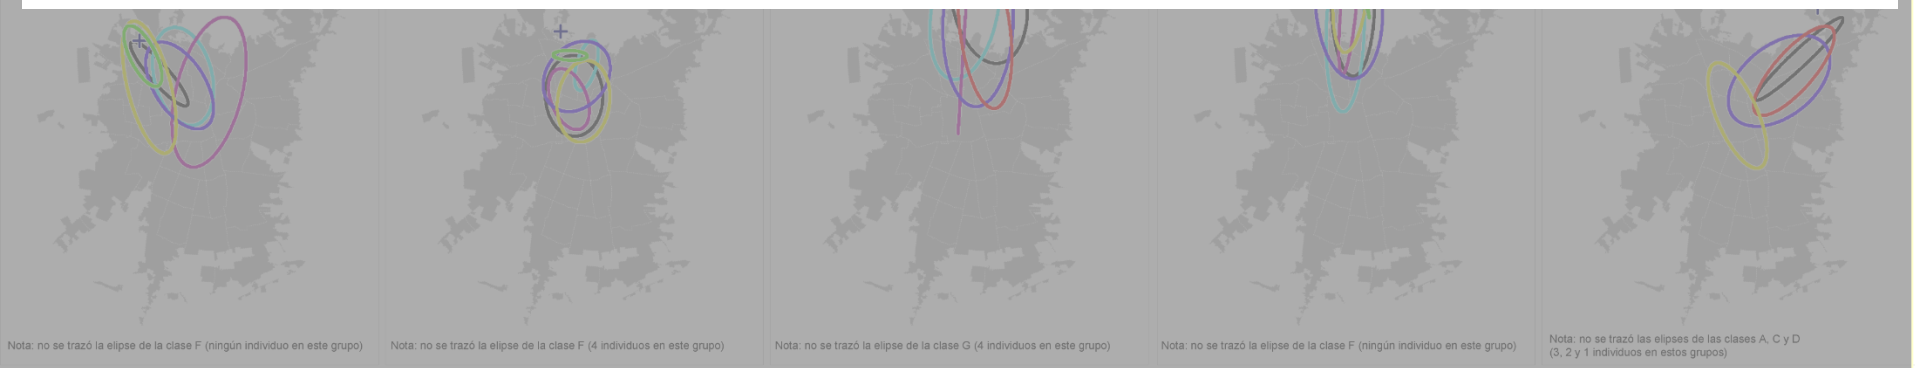 Nota: no se trazó la elipse de la clase F (ningún individuo en este grupo)
Nota: no se trazó la elipse de la clase F (4 individuos en este grupo)
Nota: no se trazó la elipse de la clase G (4 individuos en este grupo)
Nota: no se trazó la elipse de la clase F (ningún individuo en este grupo)
Nota: no se trazó las elipses de las clases A, C y D
(3, 2 y 1 individuos en estos grupos)